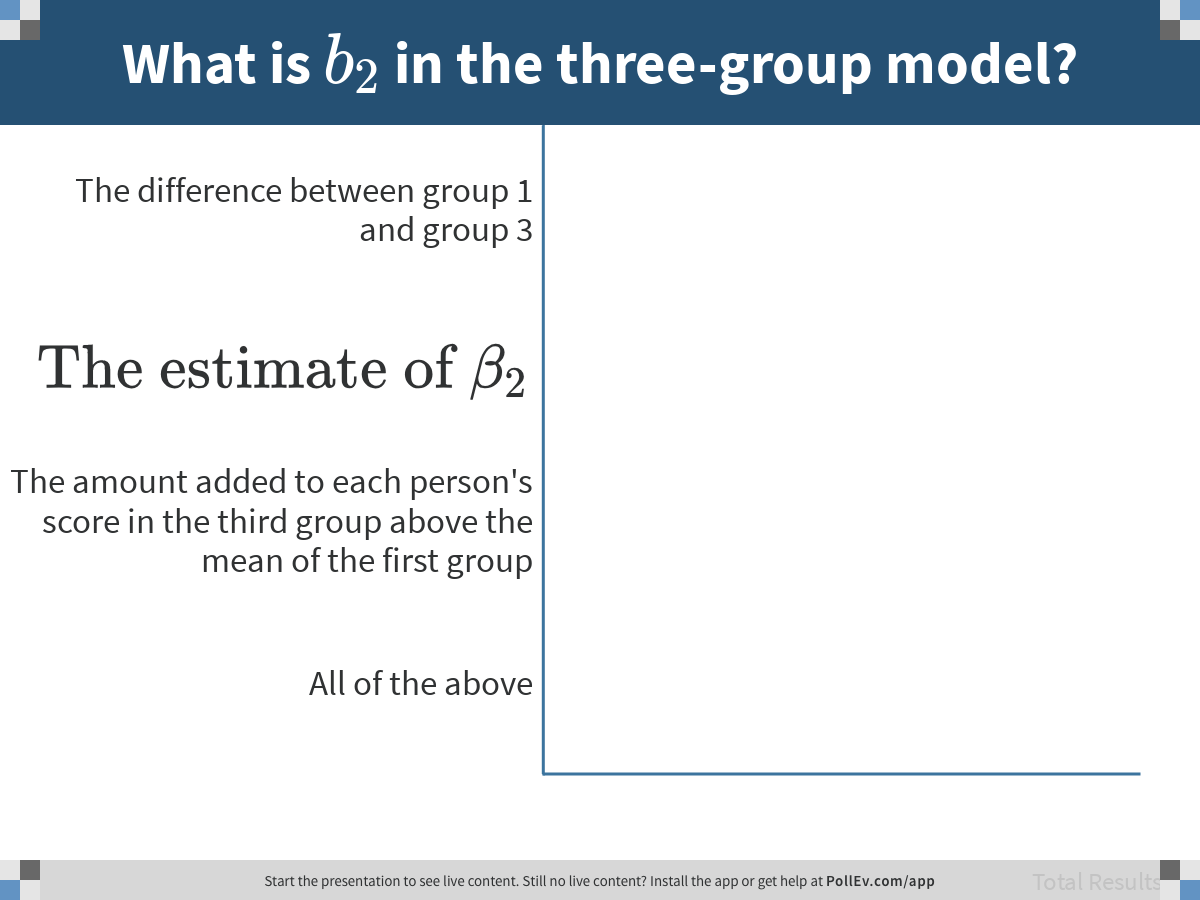 What is b₂ in the three-group model?
The difference between group 1
and group 3
The estimate of β₂
The amount added to each person's
score in the third group above the
mean of the first group
All of the above
Start the presentation to see live content. Still no live content? Install the app or get help at PollEv.com/app
Total Results